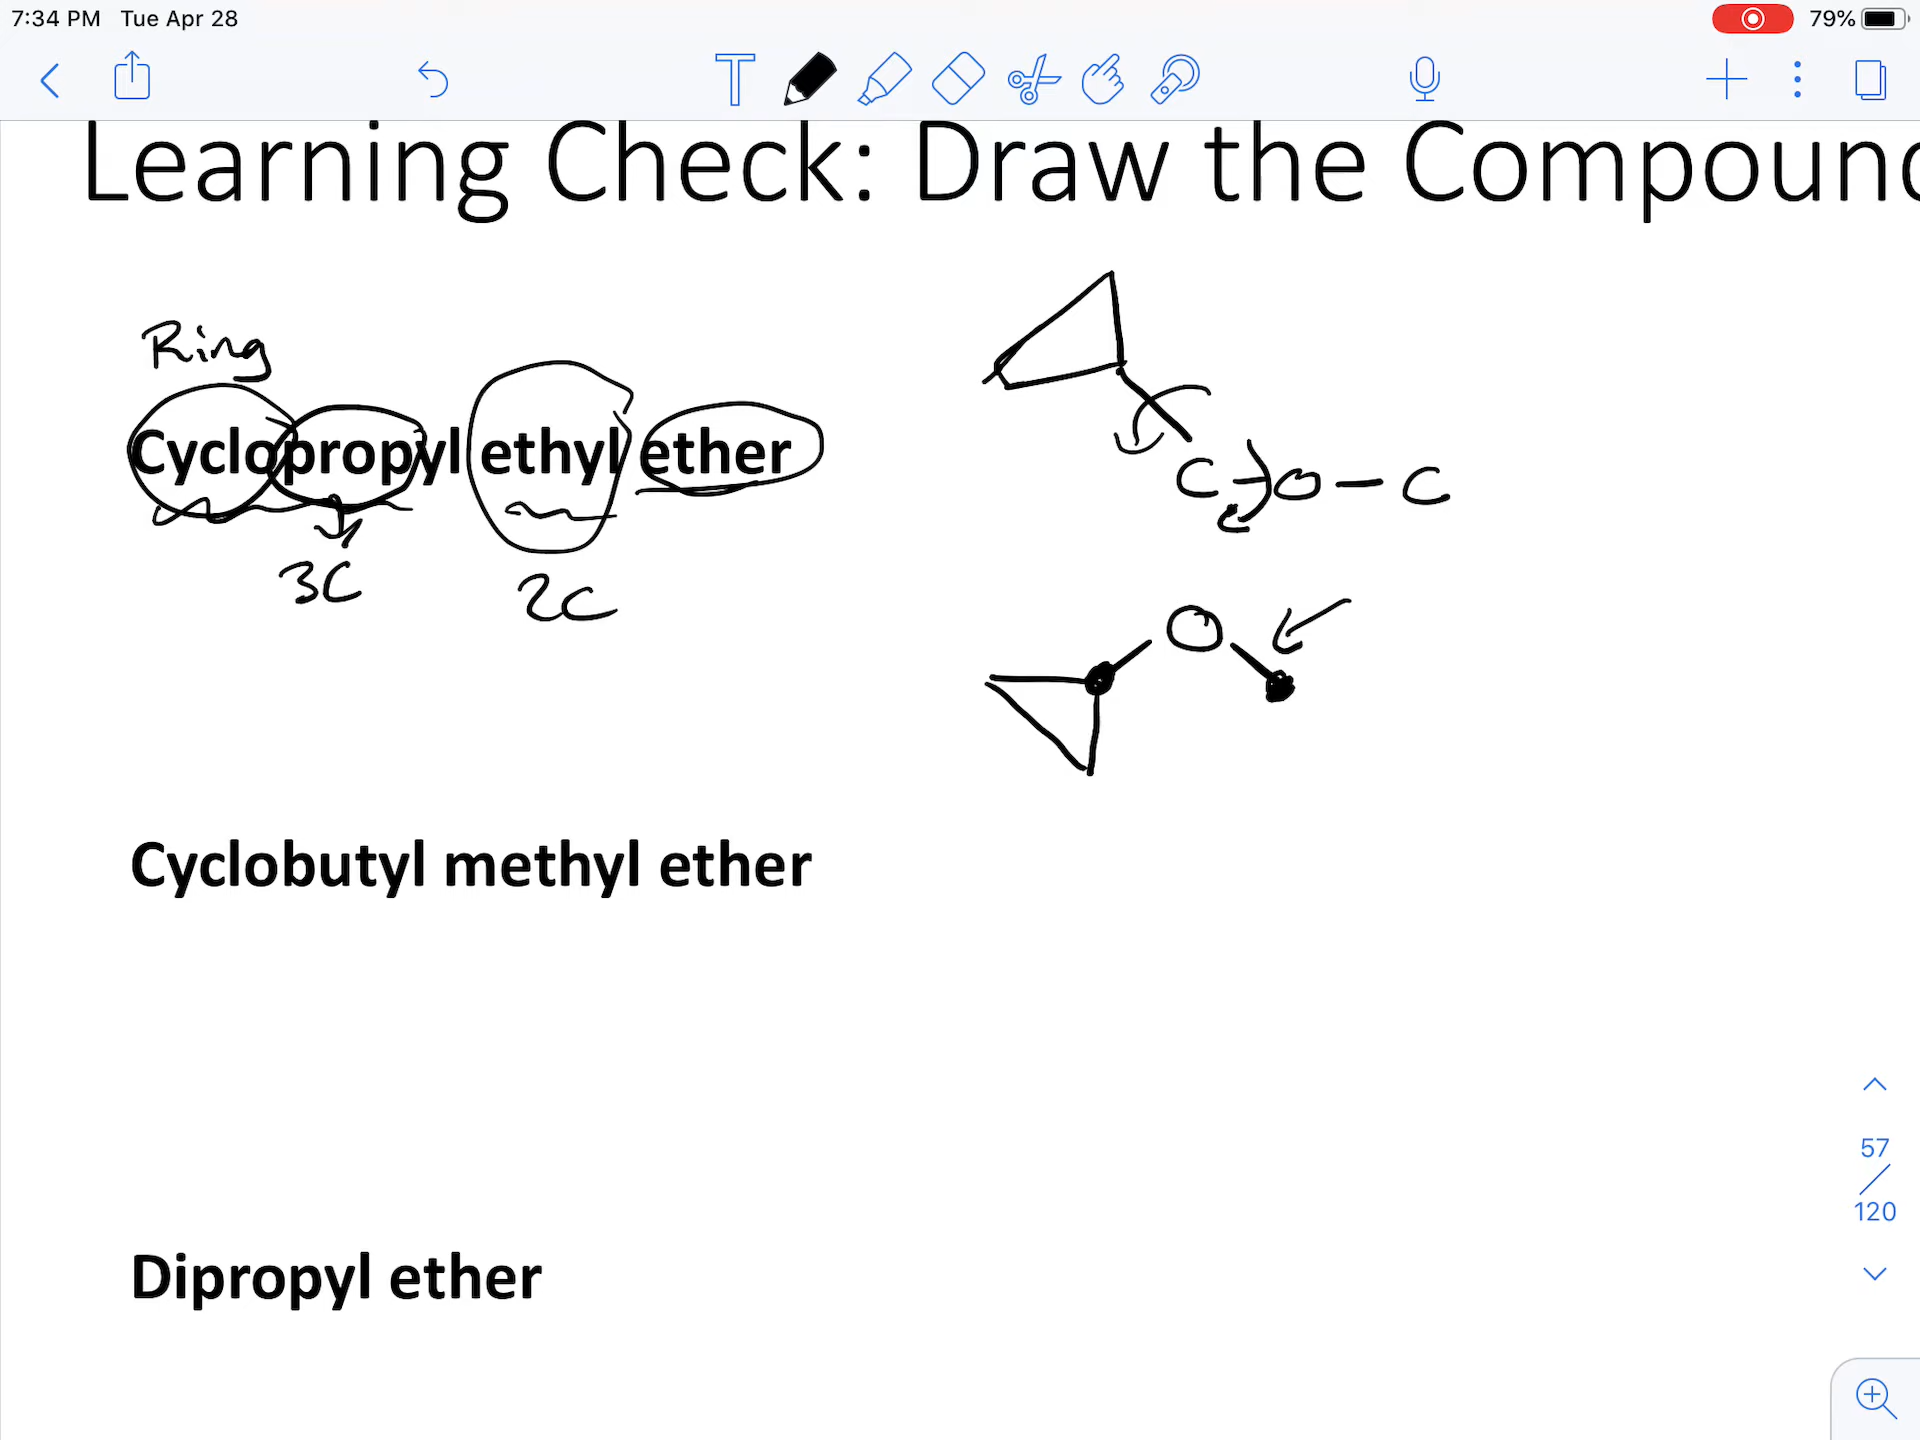 7:34 PM Tue Apr 28
79%
T
Learning Check: Draw the Compound
Ring
Cyclopropyl ethyl ether
C-O-C
3C
2C
O
Cyclobutyl methyl ether
57
120
Dipropyl ether